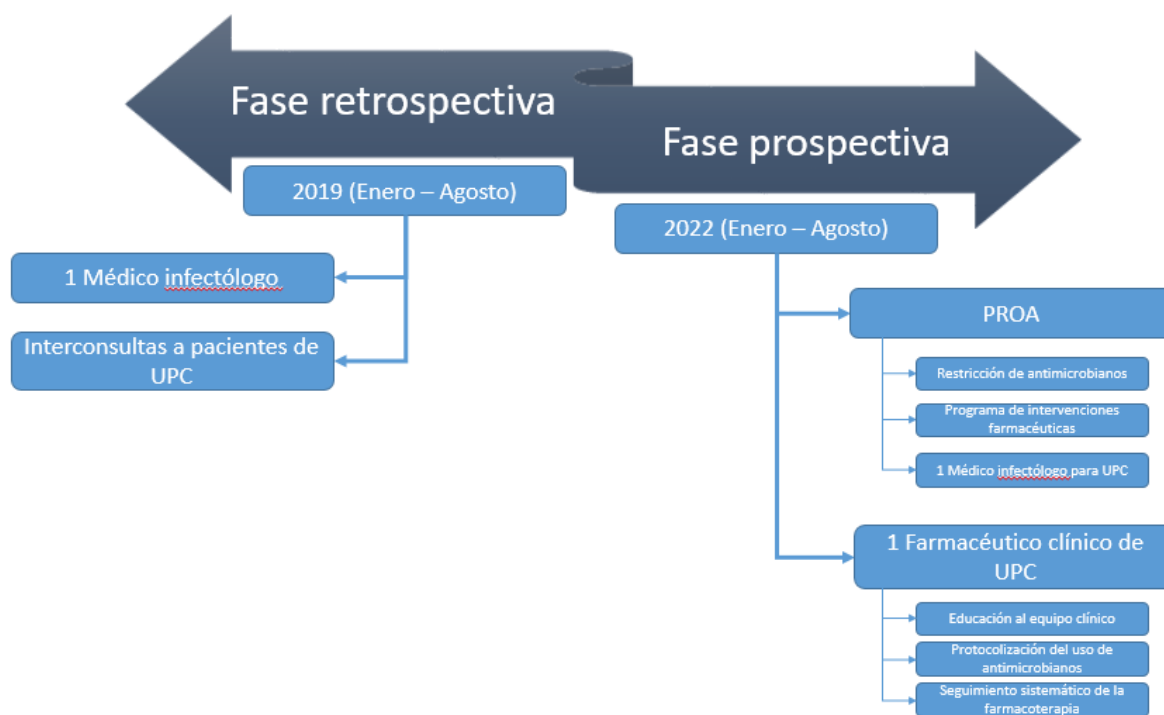 Fase retrospectiva
Fase prospectiva
2019 (Enero – Agosto)
1 Médico infectólogo
Interconsultas a pacientes de
UPC
2022 (Enero – Agosto)
PROA
Restricción de antimicrobianos
Programa de intervenciones
farmacéuticas
1 Médico infectólogo para UPC
1 Farmacéutico clínico de
UPC
Educación al equipo clínico
Protocolización del uso de
antimicrobianos
Seguimiento sistemático de la
farmacoterapia